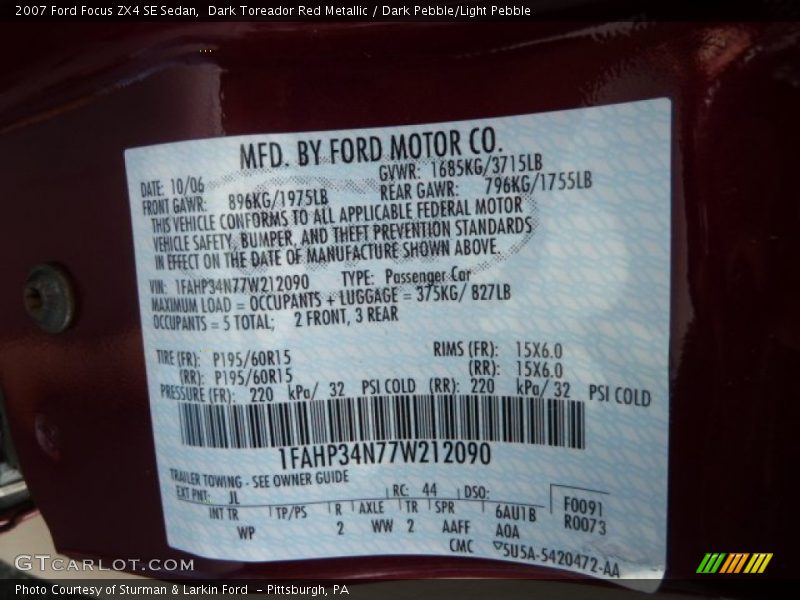 2007 Ford Focus ZX4 SE Sedan, Dark Toreador Red Metallic / Dark Pebble/Light Pebble
MFD. BY FORD MOTOR CO.
DATE: 10/06 GVWR: 1685KG/3715LB
FRONT GAWR: 896KG/1975LB REAR GAWR: 796KG/1755LB
THIS VEHICLE CONFORMS TO ALL APPLICABLE FEDERAL MOTOR
VEHICLE SAFETY, BUMPER, AND THEFT PREVENTION STANDARDS
IN EFFECT ON THE DATE OF MANUFACTURE SHOWN ABOVE.
VIN: 1FAHP34N77W212090 TYPE: Passenger Car
MAXIMUM LOAD = OCCUPANTS + LUGGAGE = 375KG/ 827LB
OCCUPANTS = 5 TOTAL; 2 FRONT, 3 REAR
TIRE (FR): P195/60R15 RIMS (FR): 15X6.0
(RR): P195/60R15 (RR): 15X6.0
PRESSURE (FR): 220 kPa/ 32 PSI COLD (RR): 220 kPa/ 32 PSI COLD
1FAHP34N77W212090
TRAILER TOWING - SEE OWNER GUIDE
EXT PNT: JL RC: 44 DSO: F0091
INT TR TP/PS R AXLE TR SPR 6AU1B R0073
WP 2 WW 2 AAFF AOA
CMC 5U5A-5420472-AA
GTCARLOT.COM
Photo Courtesy of Sturman & Larkin Ford - Pittsburgh, PA